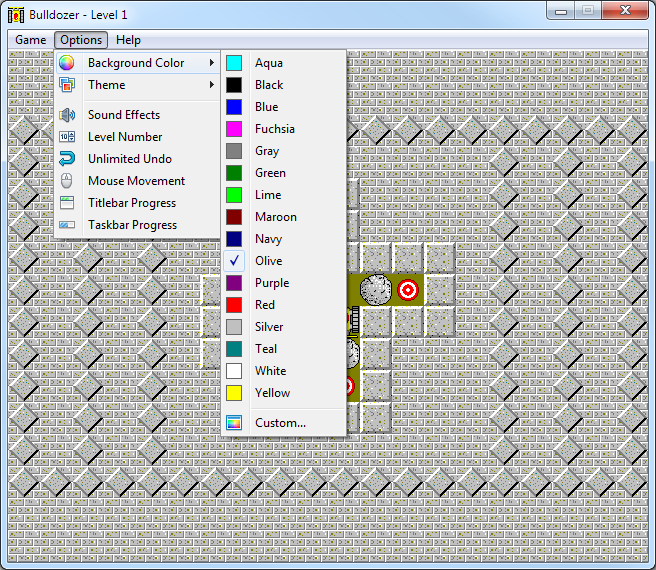 Bulldozer - Level 1
Game Options Help
Background Color
Theme
Sound Effects
Level Number
Unlimited Undo
Mouse Movement
Titlebar Progress
Taskbar Progress
Aqua
Black
Blue
Fuchsia
Gray
Green
Lime
Maroon
Navy
Olive
Purple
Red
Silver
Teal
White
Yellow
Custom...